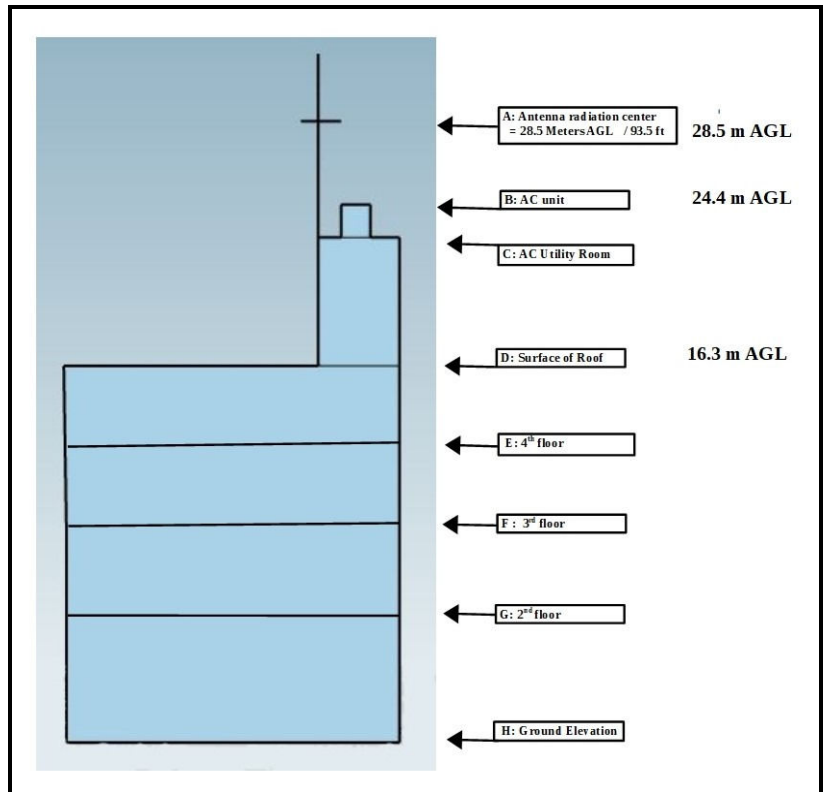 A: Antenna radiation center
= 28.5 Meters AGL / 93.5 ft
28.5 m AGL
B: AC unit
24.4 m AGL
C: AC Utility Room
D: Surface of Roof
16.3 m AGL
E: 4th floor
F : 3rd floor
G: 2nd floor
H: Ground Elevation